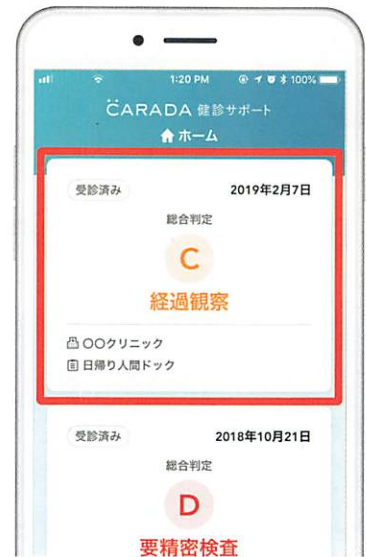 1:20 PM 100%
CARADA 健診サポート
ホーム
受診済み 2019年2月7日
総合判定
C
経過観察
〇〇クリニック
日帰り人間ドック
受診済み 2018年10月21日
総合判定
D
要精密検査